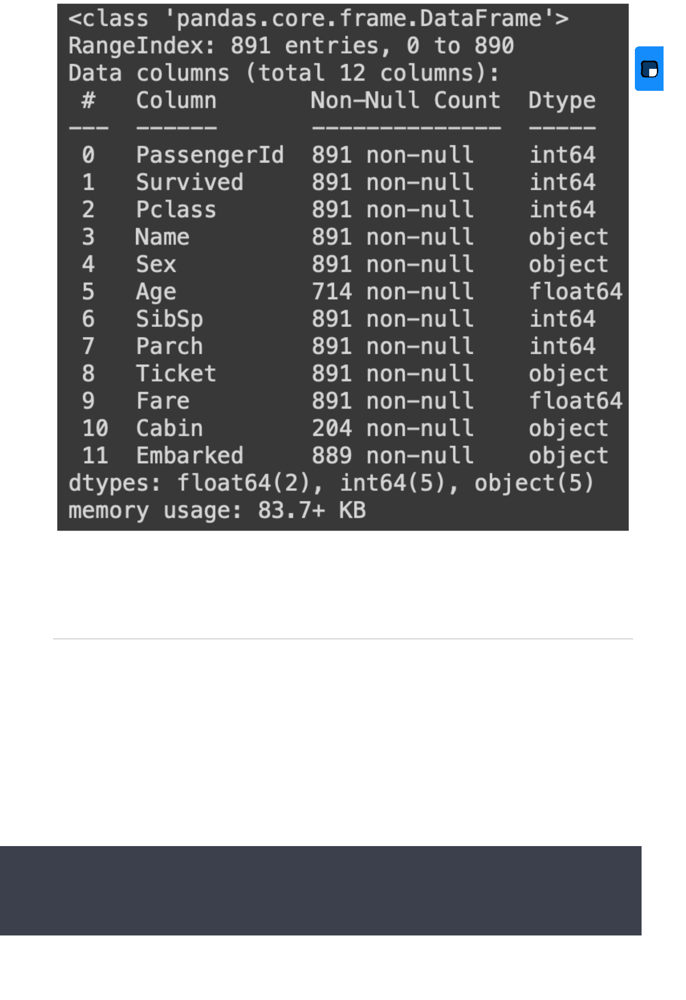 <class 'pandas.core.frame.DataFrame'>
RangeIndex: 891 entries, 0 to 890
Data columns (total 12 columns):
 #   Column       Non-Null Count  Dtype
---  ------       --------------  -----
 0   PassengerId  891 non-null    int64
 1   Survived     891 non-null    int64
 2   Pclass       891 non-null    int64
 3   Name         891 non-null    object
 4   Sex          891 non-null    object
 5   Age          714 non-null    float64
 6   SibSp        891 non-null    int64
 7   Parch        891 non-null    int64
 8   Ticket       891 non-null    object
 9   Fare         891 non-null    float64
 10  Cabin        204 non-null    object
 11  Embarked     889 non-null    object
dtypes: float64(2), int64(5), object(5)
memory usage: 83.7+ KB